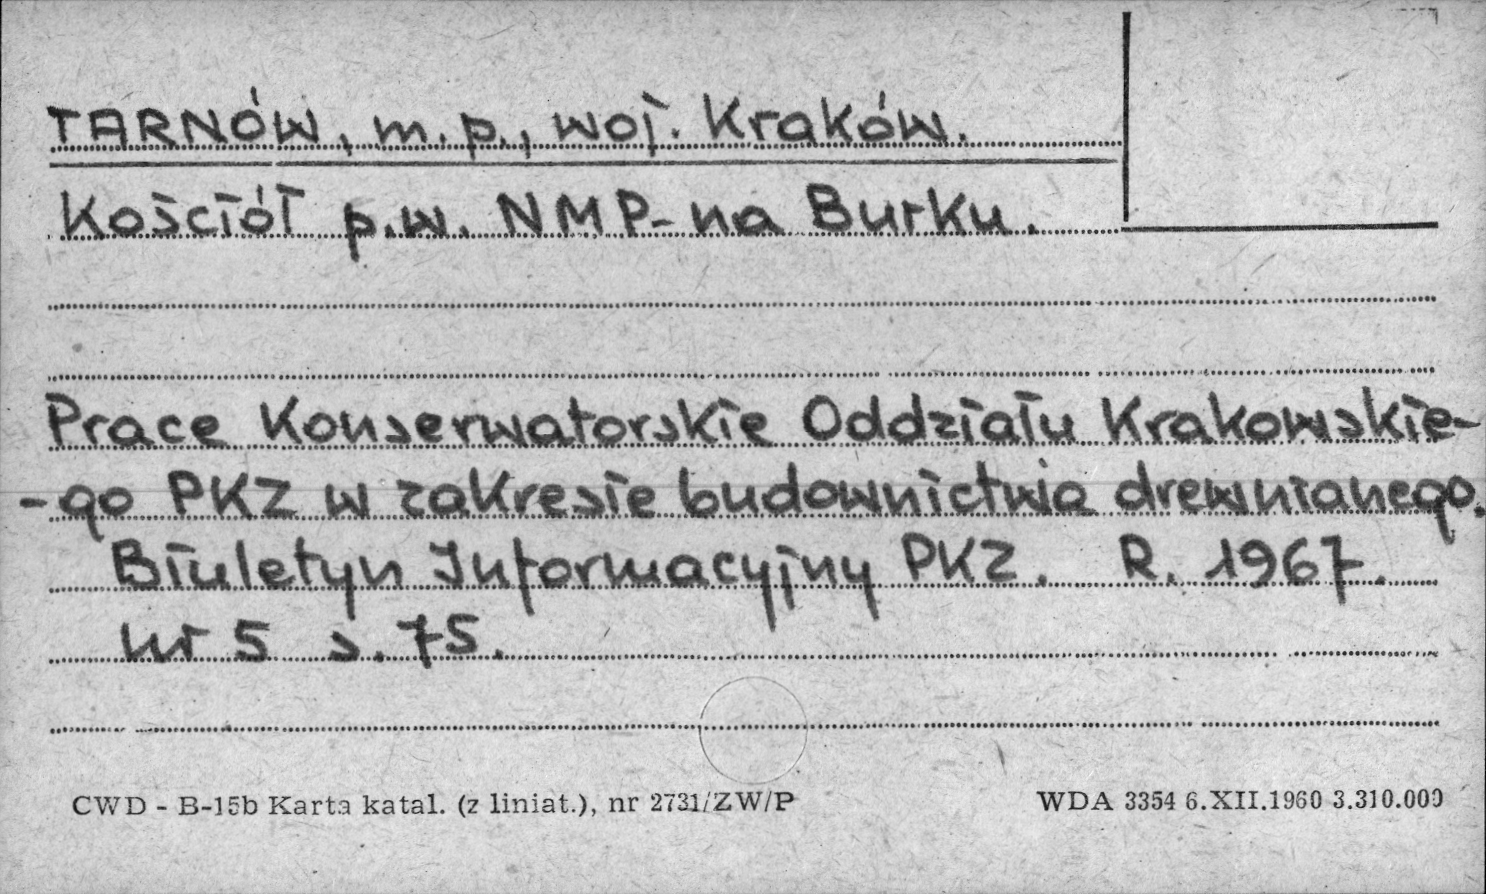 TARNÓW, m.p., woj. Kraków.
Kościół p.w. NMP - na Burku.
Prace Konserwatorskie Oddziału Krakowskie-
-go PKZ w zakresie budownictwa drewnianego.
Biuletyn Informacyjny PKZ. R. 1967.
nr 5 s. 75.
CWD - B-15b Karta katal. (z liniat.), nr 2731/ZW/P WDA 3354 6.XII.1960 3.310.000